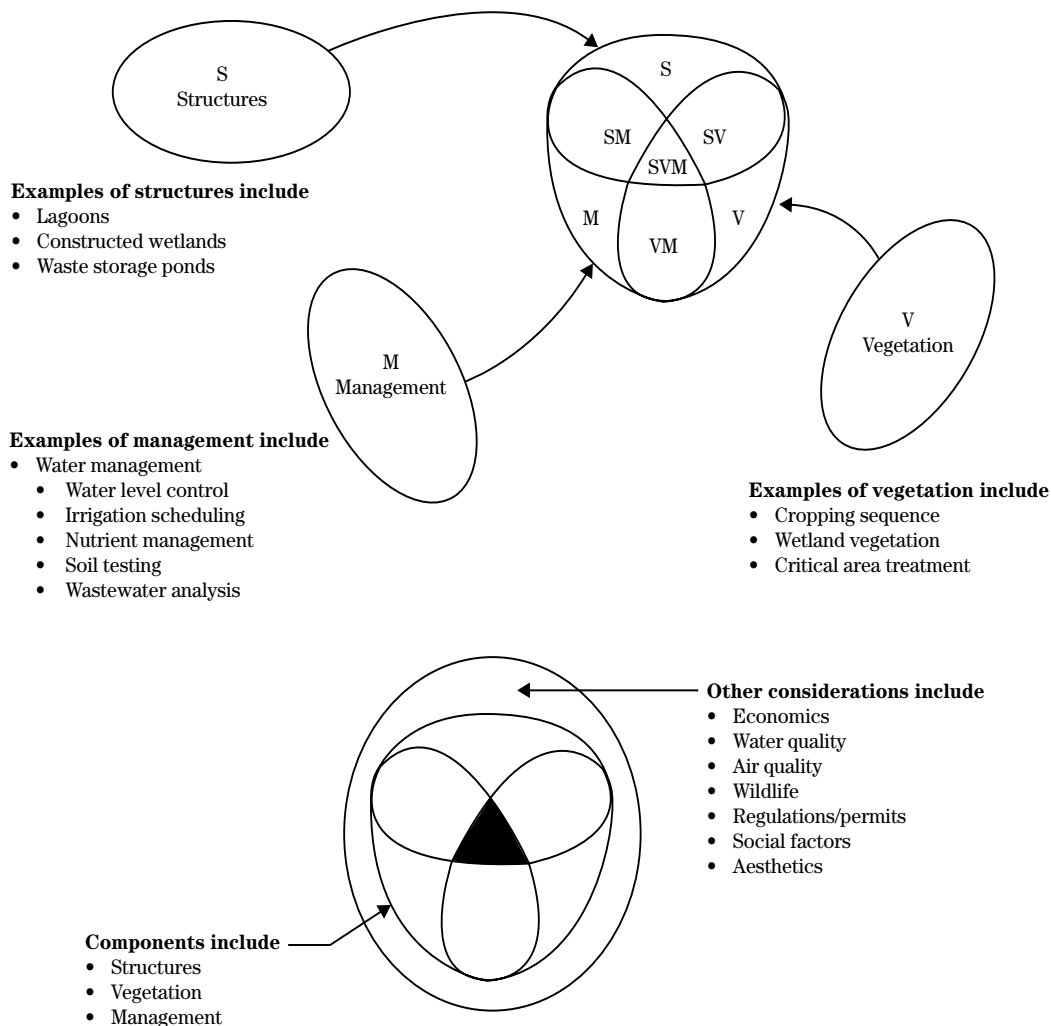 S
Structures
S
SM
SV
SVM
M
V
VM
Examples of structures include
• Lagoons
• Constructed wetlands
• Waste storage ponds
M
Management
V
Vegetation
Examples of management include
• Water management
• Water level control
• Irrigation scheduling
• Nutrient management
• Soil testing
• Wastewater analysis
Examples of vegetation include
• Cropping sequence
• Wetland vegetation
• Critical area treatment
Other considerations include
• Economics
• Water quality
• Air quality
• Wildlife
• Regulations/permits
• Social factors
• Aesthetics
Components include
• Structures
• Vegetation
• Management